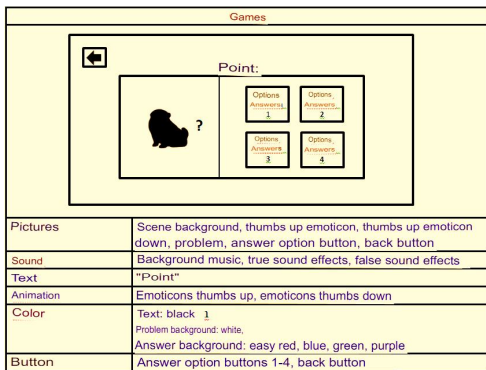 Games
Point:
?
Options Answers 1
Options Answers 2
Options Answers 3
Options Answers 4
Pictures
Scene background, thumbs up emoticon, thumbs up emoticon
down, problem, answer option button, back button
Sound
Background music, true sound effects, false sound effects
Text
"Point"
Animation
Emoticons thumbs up, emoticons thumbs down
Color
Text: black 1
Problem background: white,
Answer background: easy red, blue, green, purple
Button
Answer option buttons 1-4, back button